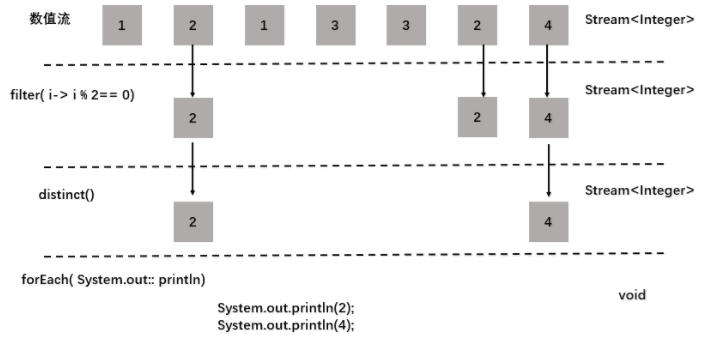 数值流 1 2 1 3 3 2 4 Stream<Integer>
filter( i-> i % 2== 0) Stream<Integer>
2 2 4
distinct() Stream<Integer>
2 4
forEach( System.out:: println)
void
System.out.println(2);
System.out.println(4);